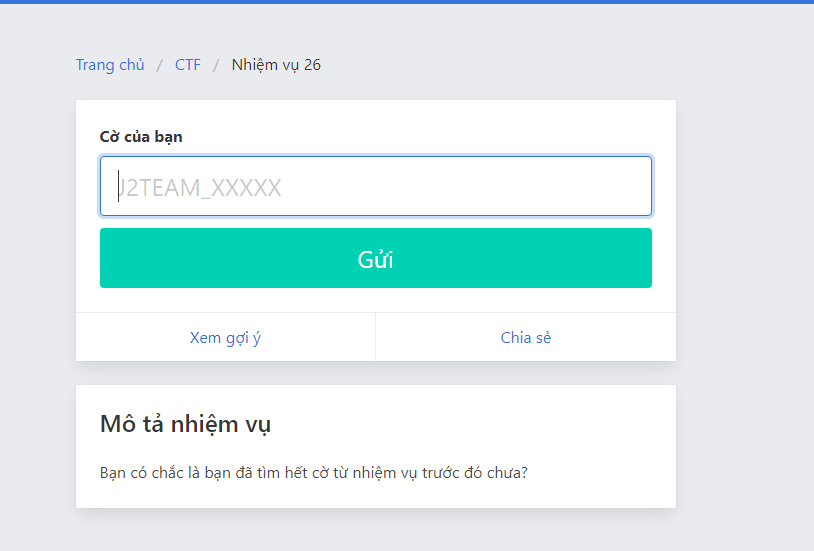 Trang chủ / CTF / Nhiệm vụ 26
Cờ của bạn
J2TEAM_XXXXX
Gửi
Xem gợi ý
Chia sẻ
Mô tả nhiệm vụ
Bạn có chắc là bạn đã tìm hết cờ từ nhiệm vụ trước đó chưa?